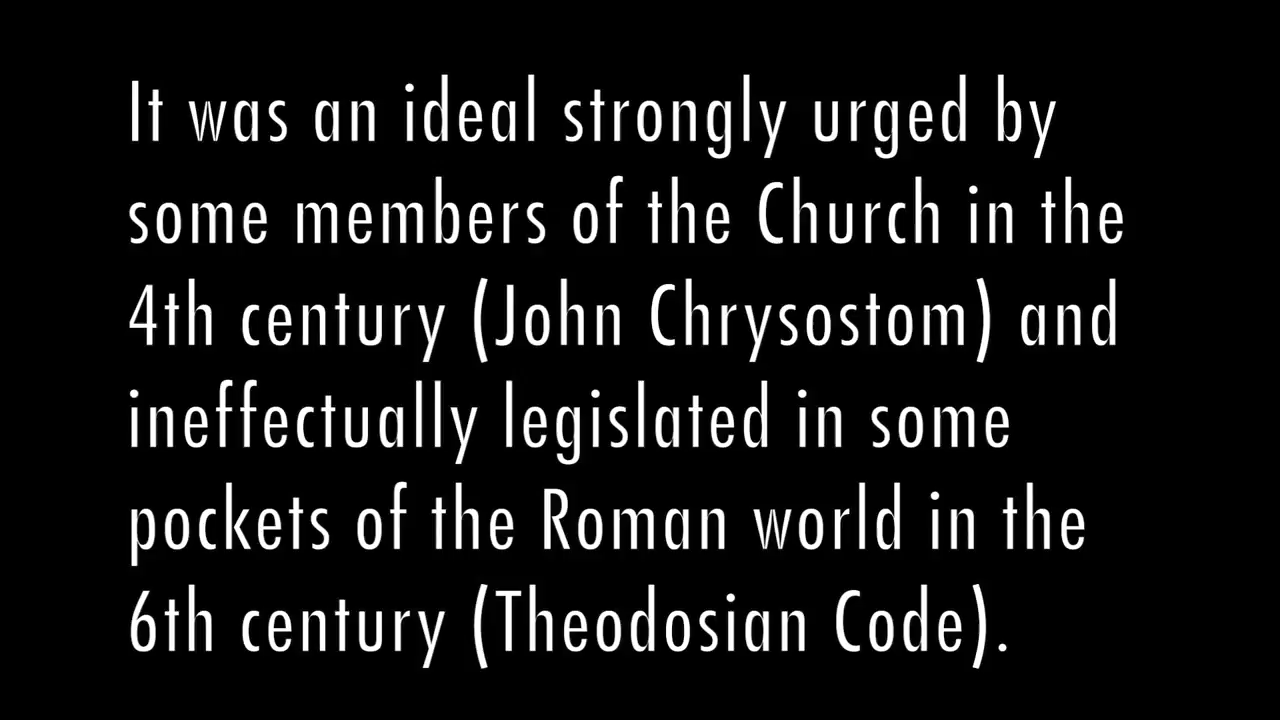 It was an ideal strongly urged by
some members of the Church in the
4th century (John Chrysostom) and
ineffectually legislated in some
pockets of the Roman world in the
6th century (Theodosian Code).